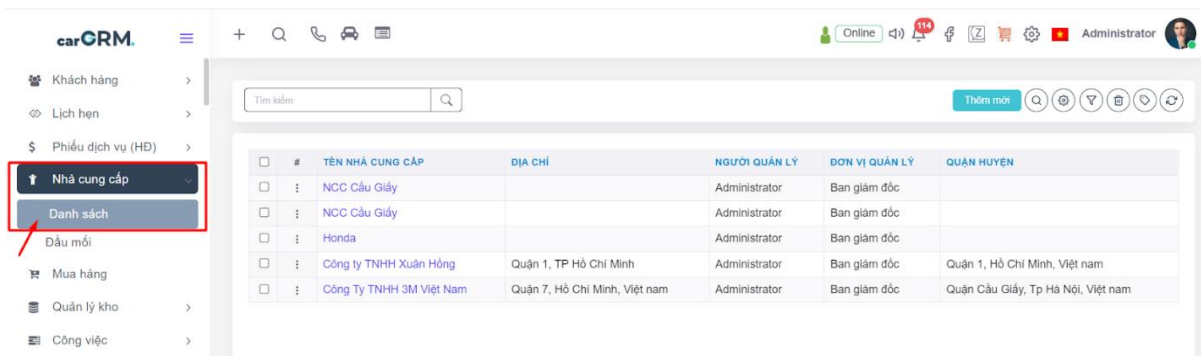 carGRM.
Online
114
Z
Administrator
Khách hàng
Lịch hẹn
Phiếu dịch vụ (HĐ)
Nhà cung cấp
Danh sách
Đầu mối
Mua hàng
Quản lý kho
Công việc
Tìm kiếm
Thêm mới
# TÊN NHÀ CUNG CẤP ĐỊA CHỈ NGƯỜI QUẢN LÝ ĐƠN VỊ QUẢN LÝ QUẬN HUYỆN
NCC Cầu Giấy Administrator Ban giám đốc
NCC Cầu Giấy Administrator Ban giám đốc
Honda Administrator Ban giám đốc
Công ty TNHH Xuân Hồng Quận 1, TP Hồ Chí Minh Administrator Ban giám đốc Quận 1, Hồ Chí Minh, Việt nam
Công Ty TNHH 3M Việt Nam Quận 7, Hồ Chí Minh, Việt nam Administrator Ban giám đốc Quận Cầu Giấy, Tp Hà Nội, Việt nam